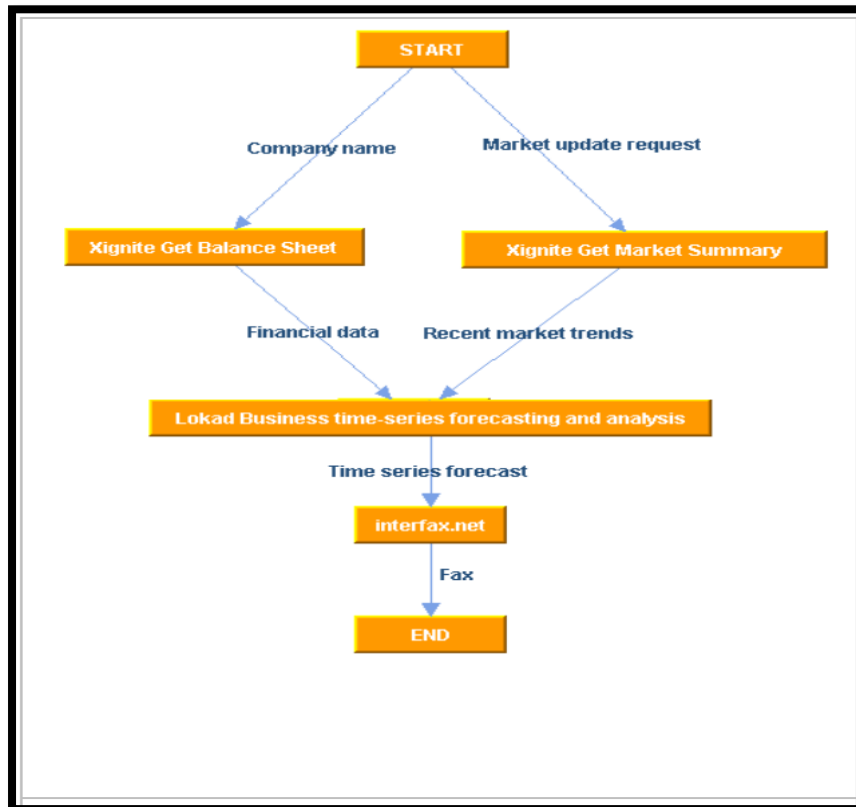 START
Company name
Market update request
Xignite Get Balance Sheet
Xignite Get Market Summary
Financial data
Recent market trends
Lokad Business time-series forecasting and analysis
Time series forecast
interfax.net
Fax
END